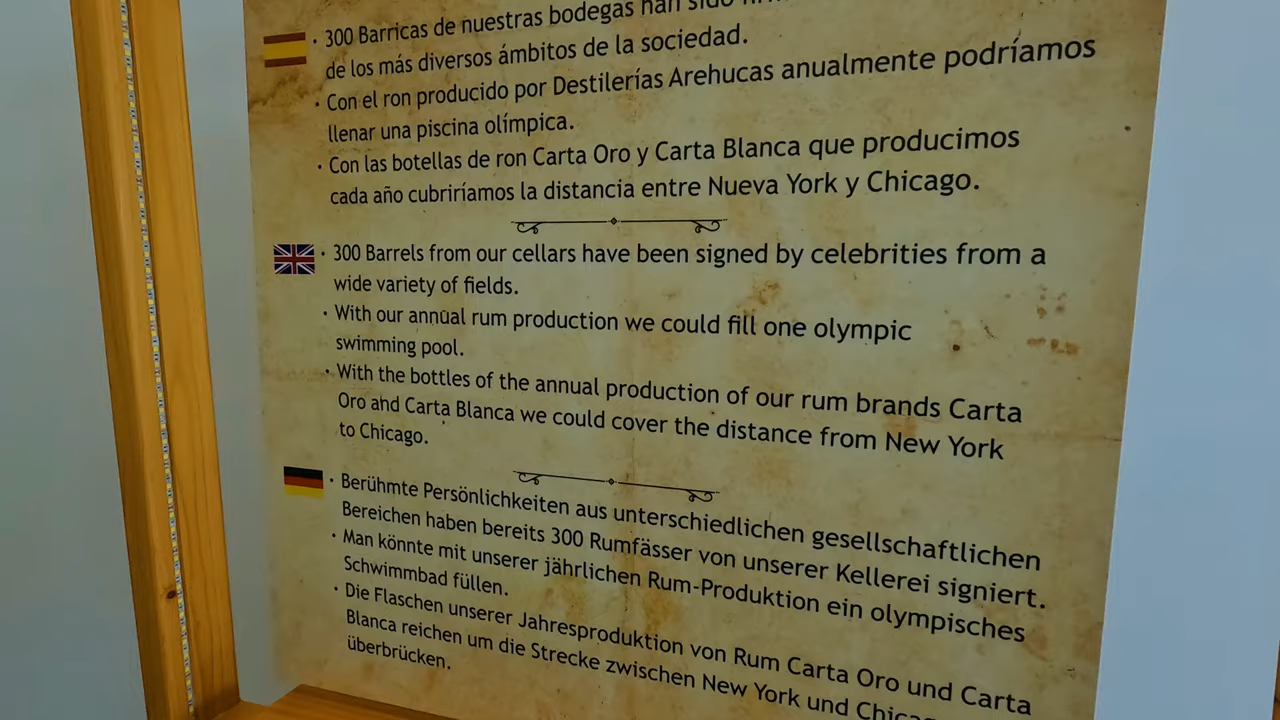 · 300 Barricas de nuestras bodegas han sido
de los más diversos ámbitos de la sociedad.
· Con el ron producido por Destilerías Arehucas anualmente podríamos
llenar una piscina olímpica.
· Con las botellas de ron Carta Oro y Carta Blanca que producimos
cada año cubriríamos la distancia entre Nueva York y Chicago.
· 300 Barrels from our cellars have been signed by celebrities from a
wide variety of fields.
· With our annual rum production we could fill one olympic
swimming pool.
· With the bottles of the annual production of our rum brands Carta
Oro and Carta Blanca we could cover the distance from New York
to Chicago.
· Berühmte Persönlichkeiten aus unterschiedlichen gesellschaftlichen
Bereichen haben bereits 300 Rumfässer von unserer Kellerei signiert.
· Man könnte mit unserer jährlichen Rum-Produktion ein olympisches
Schwimmbad füllen.
· Die Flaschen unserer Jahresproduktion von Rum Carta Oro und Carta
Blanca reichen um die Strecke zwischen New York und
überbrücken.